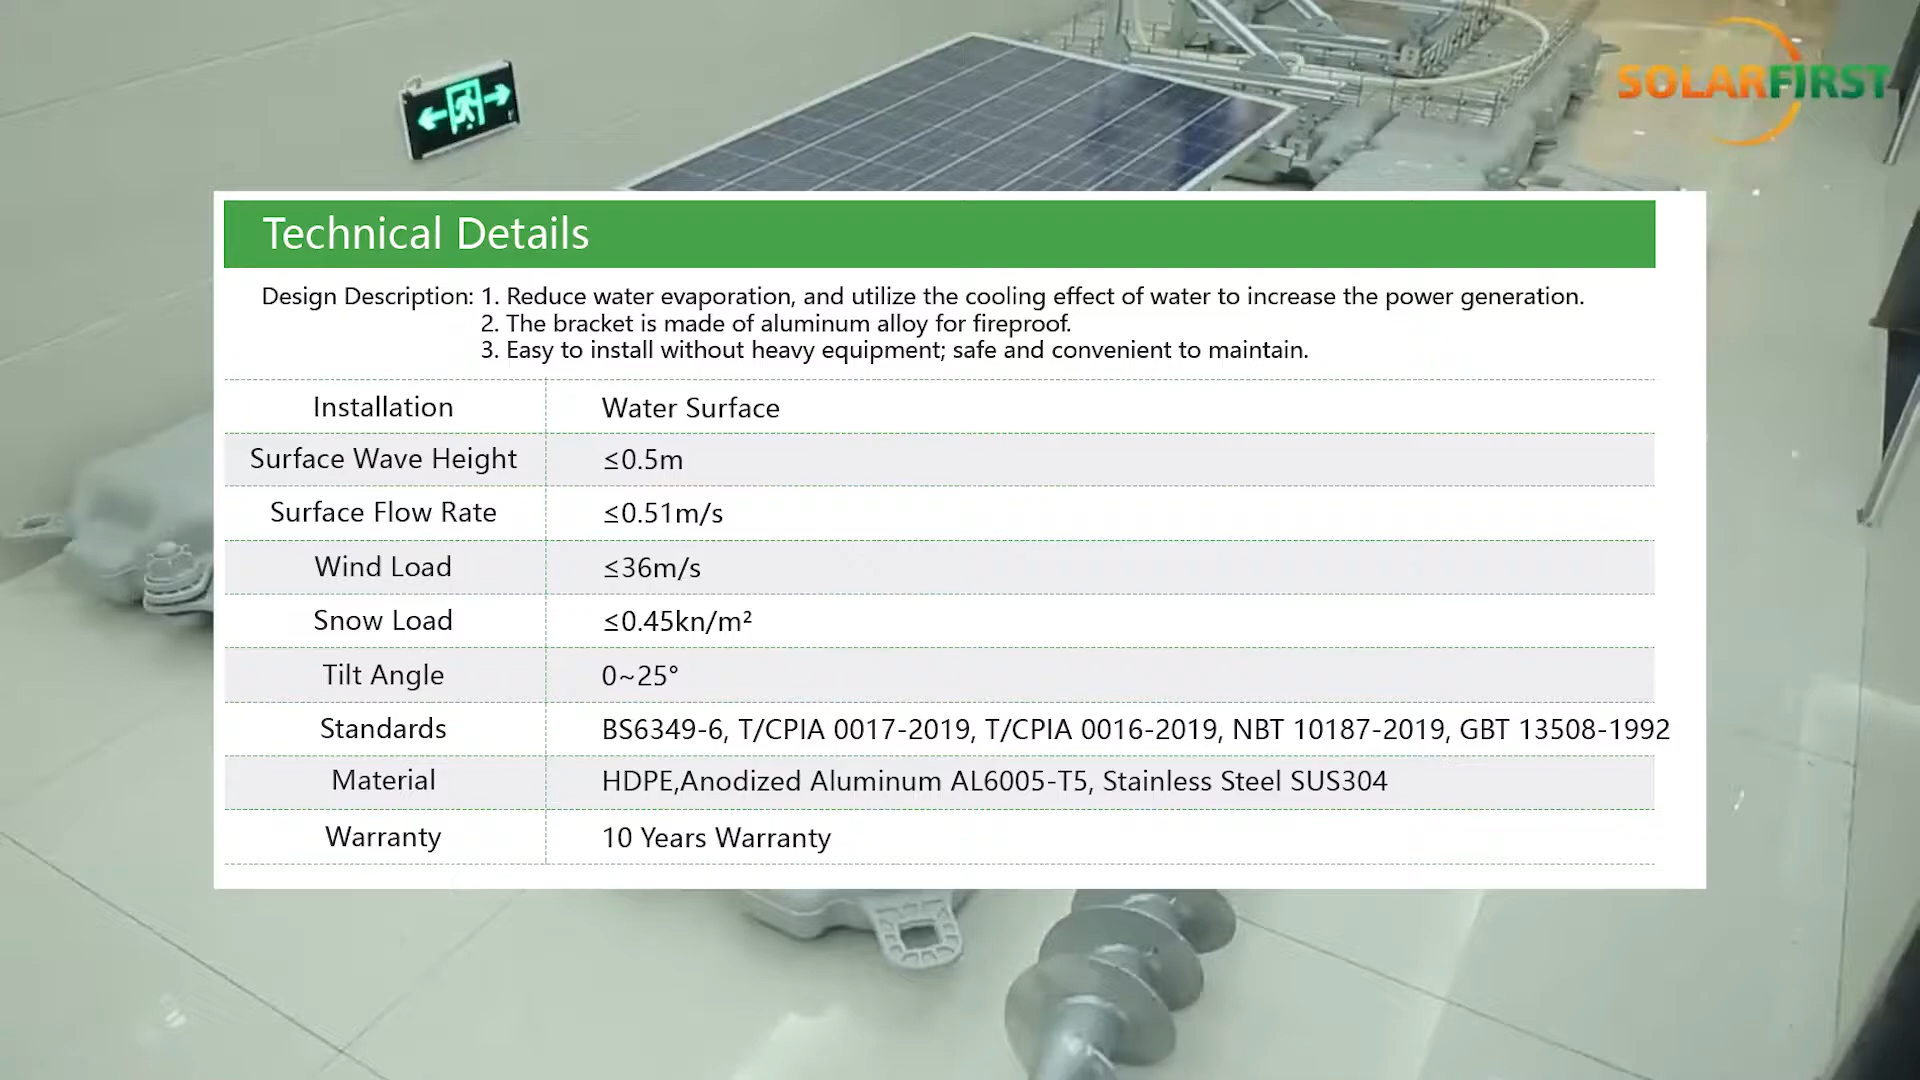 SOLARFIRST
Technical Details
Design Description: 1. Reduce water evaporation, and utilize the cooling effect of water to increase the power generation.
2. The bracket is made of aluminum alloy for fireproof.
3. Easy to install without heavy equipment; safe and convenient to maintain.
Installation Water Surface
Surface Wave Height ≤0.5m
Surface Flow Rate ≤0.51m/s
Wind Load ≤36m/s
Snow Load ≤0.45kn/m²
Tilt Angle 0~25°
Standards BS6349-6, T/CPIA 0017-2019, T/CPIA 0016-2019, NBT 10187-2019, GBT 13508-1992
Material HDPE,Anodized Aluminum AL6005-T5, Stainless Steel SUS304
Warranty 10 Years Warranty